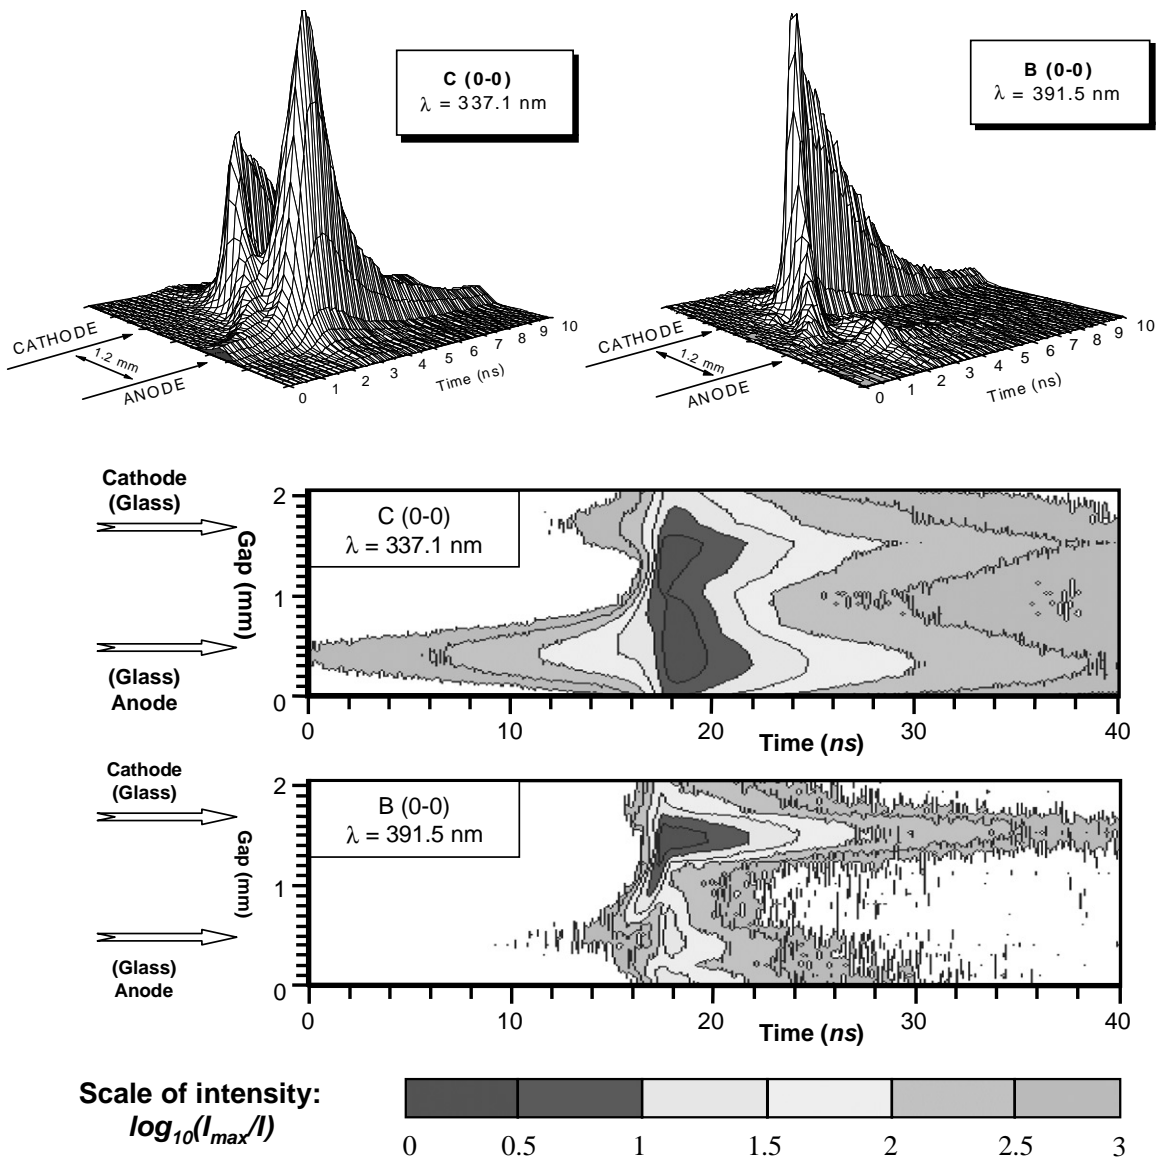 C (0-0)
λ = 337.1 nm
B (0-0)
λ = 391.5 nm
CATHODE
1.2 mm
ANODE
0 1 2 3 4 5 6 7 8 9 10
Time (ns)
CATHODE
1.2 mm
ANODE
0 1 2 3 4 5 6 7 8 9 10
Time (ns)
Cathode
(Glass)
(Glass)
Anode
Gap (mm)
2
1
0
C (0-0)
λ = 337.1 nm
0 10 20 30 40
Time (ns)
Cathode
(Glass)
(Glass)
Anode
Gap (mm)
2
1
0
B (0-0)
λ = 391.5 nm
0 10 20 30 40
Time (ns)
Scale of intensity:
log10(Imax/I)
0 0.5 1 1.5 2 2.5 3